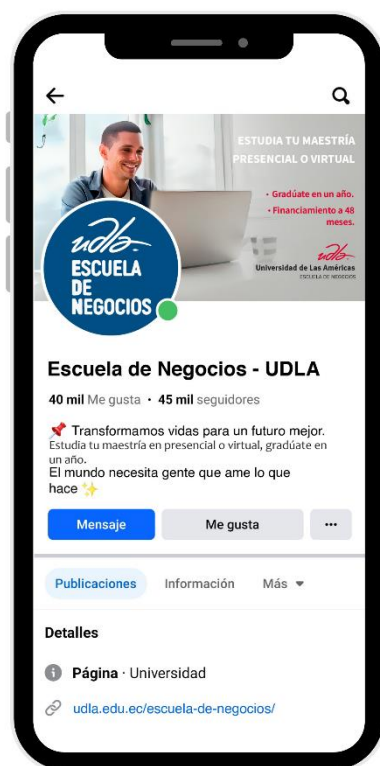 ESTUDIA TU MAESTRÍA
PRESENCIAL O VIRTUAL
• Gradúate en un año.
• Financiamiento a 48
meses.
udla-
Universidad de Las Américas
ESCUELA DE NEGOCIOS
udla-
ESCUELA
DE
NEGOCIOS
Escuela de Negocios - UDLA
40 mil Me gusta • 45 mil seguidores
📌 Transformamos vidas para un futuro mejor.
Estudia tu maestría en presencial o virtual, gradúate en
un año.
El mundo necesita gente que ame lo que
hace ✨
Mensaje Me gusta ...
Publicaciones Información Más
Detalles
Página · Universidad
udla.edu.ec/escuela-de-negocios/